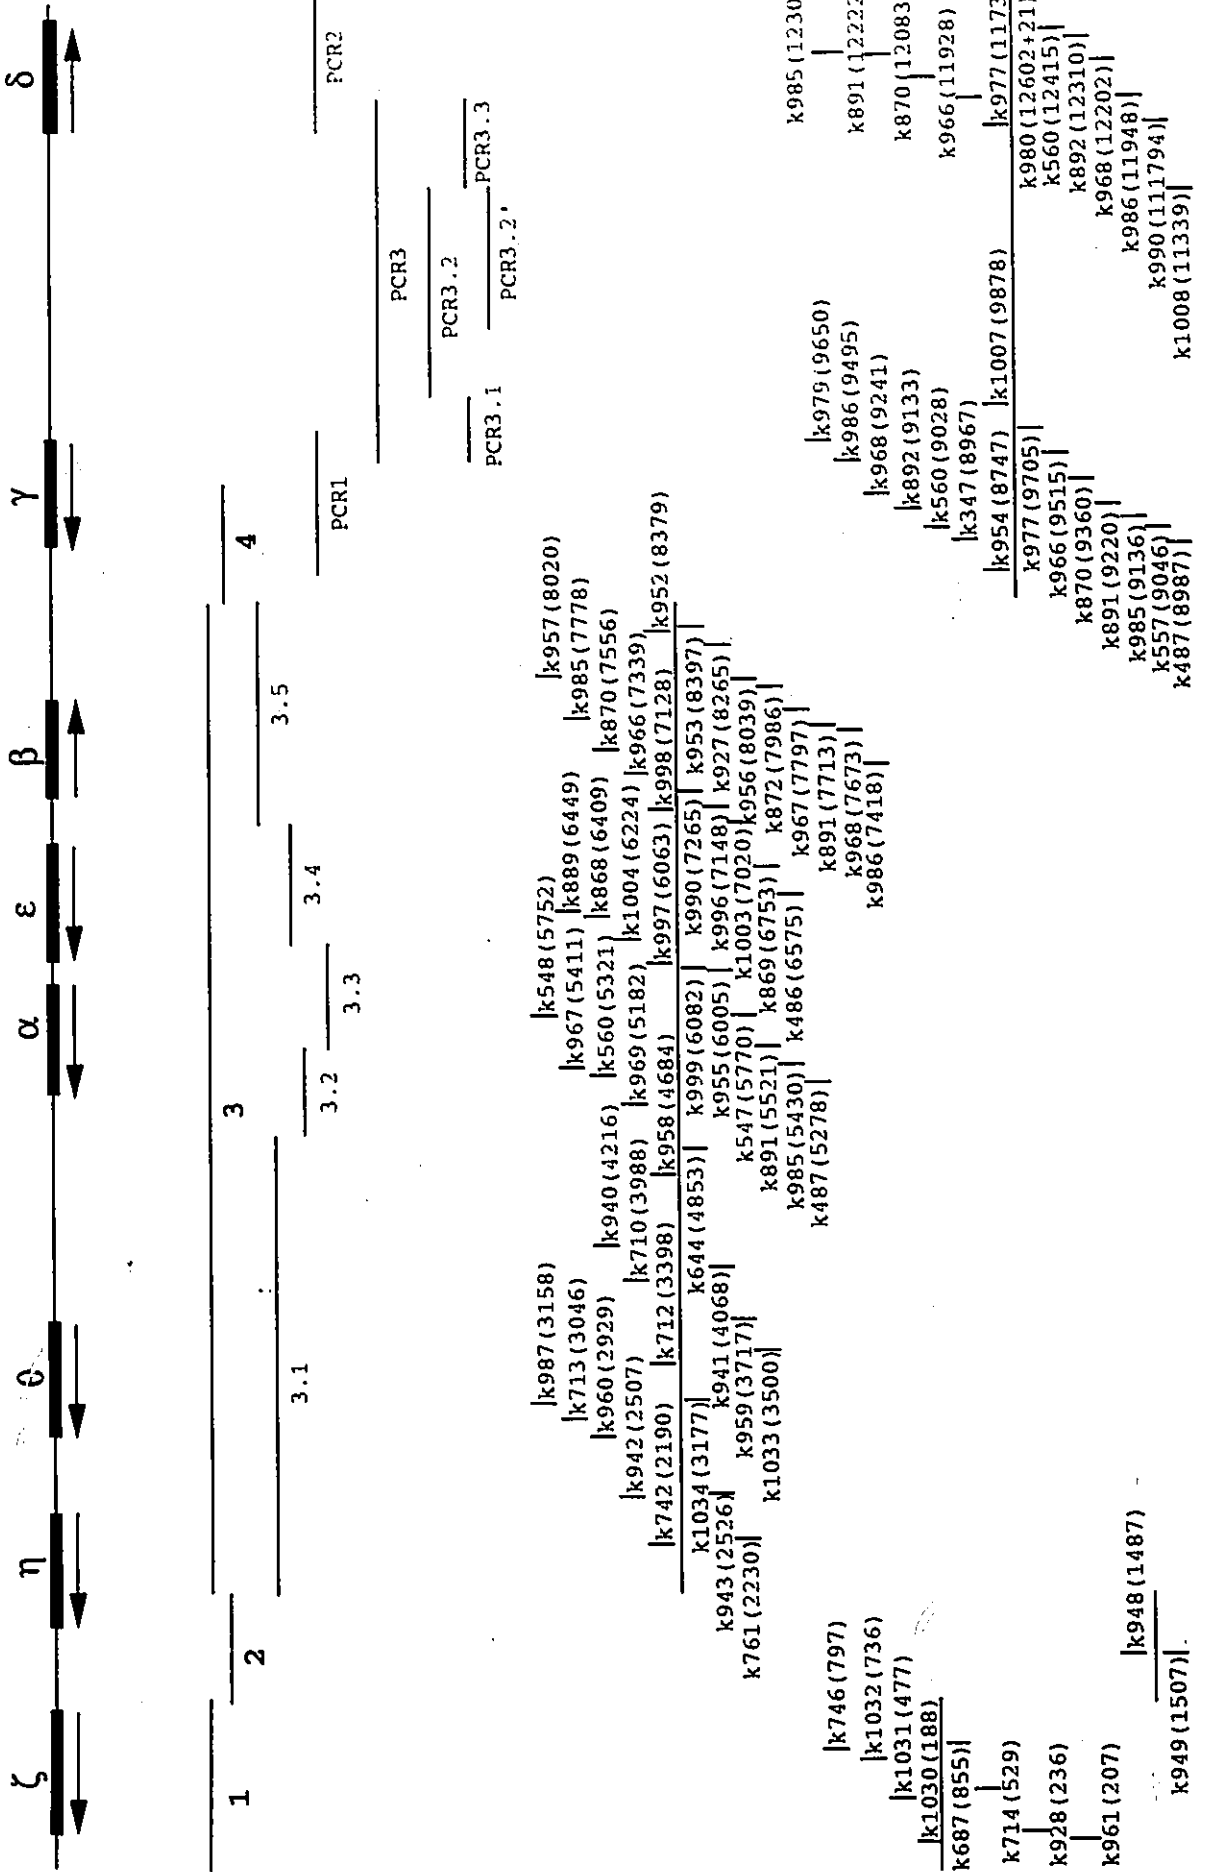 ζ
η
θ
α
ε
β
γ
δ
1
2
3
4
3.1
3.2
3.3
3.4
3.5
PCR1
PCR2
PCR3
PCR3.1
PCR3.2
PCR3.2'
PCR3.3
|k746(797)
|k1032(736)
|k1031(477)
|k1030(188)
k687(855)|
k714(529)
k928(236)
k961(207)
|k948(1487)
k949(1507)|
|k987(3158)
|k713(3046)
|k960(2929)
|k942(2507)
|k742(2190)
k1034(3177)|
k943(2526)|
k761(2230)|
|k940(4216)
|k710(3988)
|k712(3398)
k644(4853)|
k941(4068)|
k959(3717)|
k1033(3500)|
|k548(5752)
|k967(5411)
|k560(5321)
|k969(5182)
|k958(4684)
k999(6082)|
k955(6005)|
k547(5770)|
k891(5521)|
k985(5430)|
k487(5278)|
|k889(6449)
|k868(6409)
|k1004(6224)
|k997(6063)
k990(7265)|
k996(7148)|
k1003(7020)|
k869(6753)|
k486(6575)|
|k957(8020)
|k985(7778)
|k870(7556)
|k966(7339)
|k998(7128)
|k952(8379)
k953(8397)|
k927(8265)|
k956(8039)|
k872(7986)|
k967(7797)|
k891(7713)|
k968(7673)|
k986(7418)|
|k979(9650)
|k986(9495)
|k968(9241)
|k892(9133)
|k560(9028)
|k347(8967)
|k954(8747)
|k1007(9878)
k977(9705)|
k966(9515)|
k870(9360)|
k891(9220)|
k985(9136)|
k557(9046)|
k487(8987)|
k985(1230
k891(12222
k870(12083
k966(11928)
|k977(1173
k980(12602+21)
k560(12415)|
k892(12310)|
k968(12202)|
k986(11948)|
k990(111794)|
k1008(11339)|